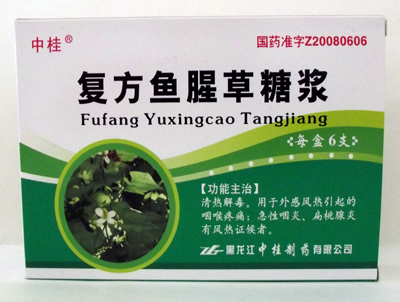 中桂®
国药准字Z20080606
复方鱼腥草糖浆
Fufang Yuxingcao Tangjiang
每盒6支
【功能主治】
清热解毒。用于外感风热引起的
咽喉疼痛；急性咽炎、扁桃腺炎
有风热证候者。
黑龙江中桂制药有限公司